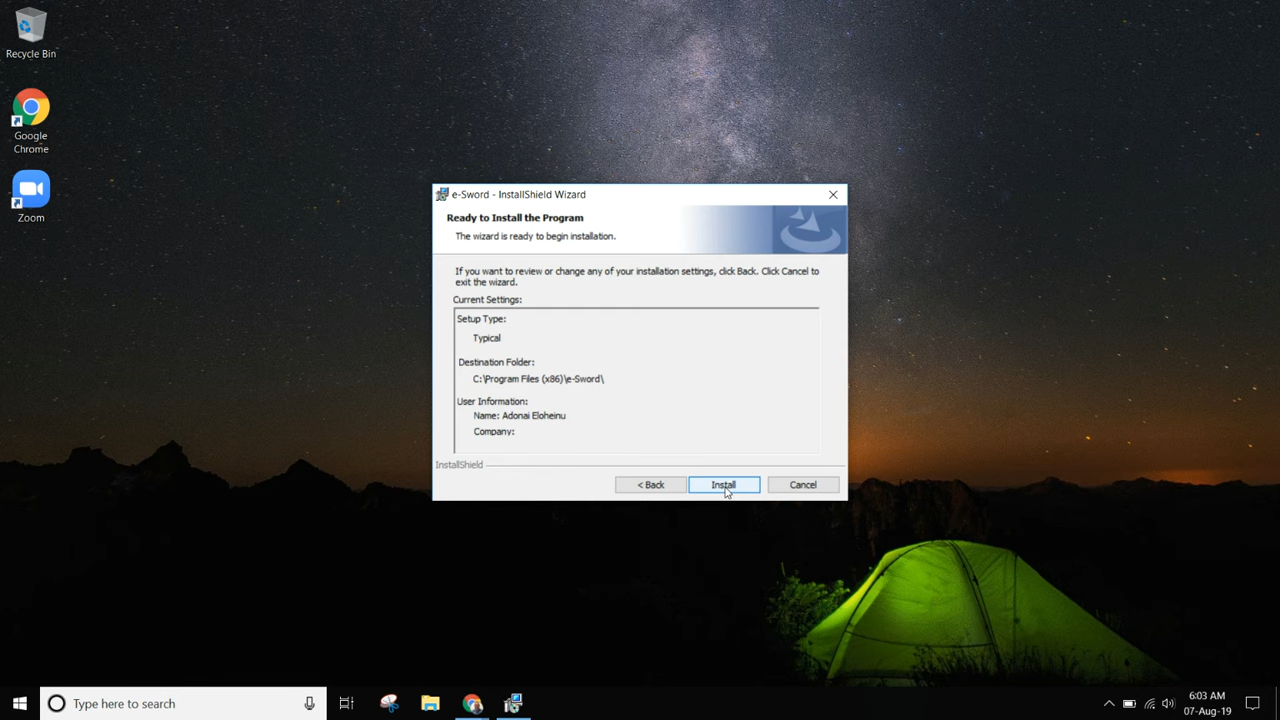 Recycle Bin
Google
Chrome
Zoom
e-Sword - InstallShield Wizard
Ready to Install the Program
The wizard is ready to begin installation.
If you want to review or change any of your installation settings, click Back. Click Cancel to
exit the wizard.
Current Settings:
Setup Type:
Typical
Destination Folder:
C:\Program Files (x86)\e-Sword\
User Information:
Name: Adonai Eloheinu
Company:
InstallShield
< Back
Install
Cancel
Type here to search
6:03 AM
07-Aug-19